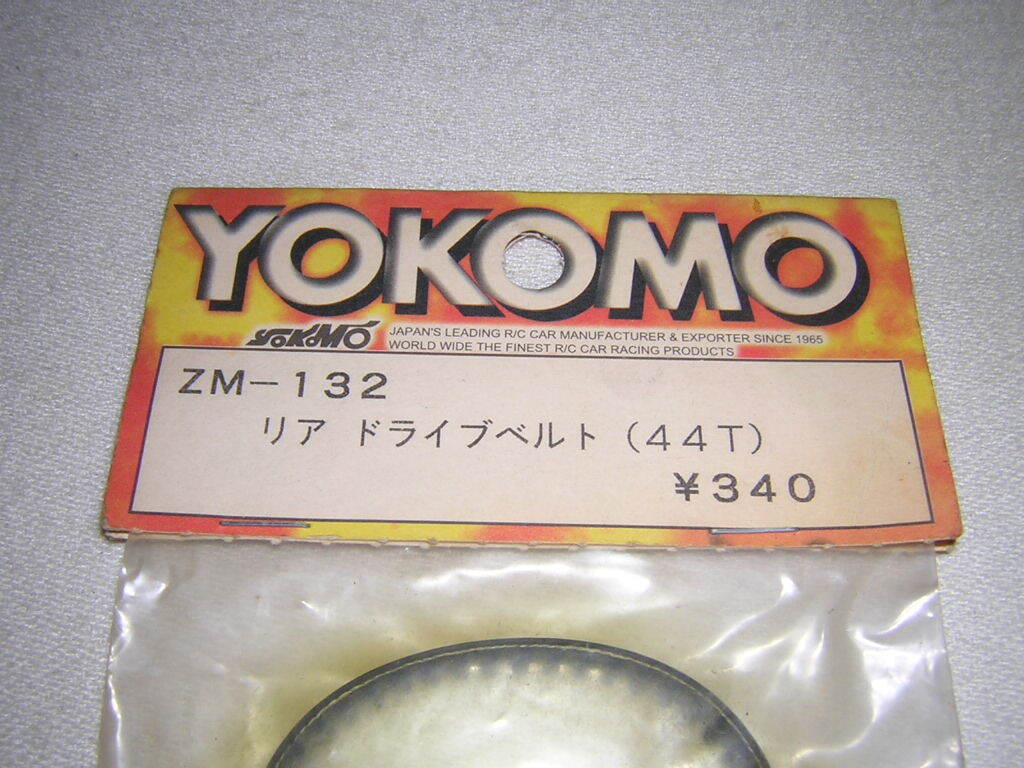 YOKOMO
YOKOMO
JAPAN'S LEADING R/C CAR MANUFACTURER & EXPORTER SINCE 1965
WORLD WIDE THE FINEST R/C CAR RACING PRODUCTS
ZM-132
リア ドライブベルト(44T)
¥340